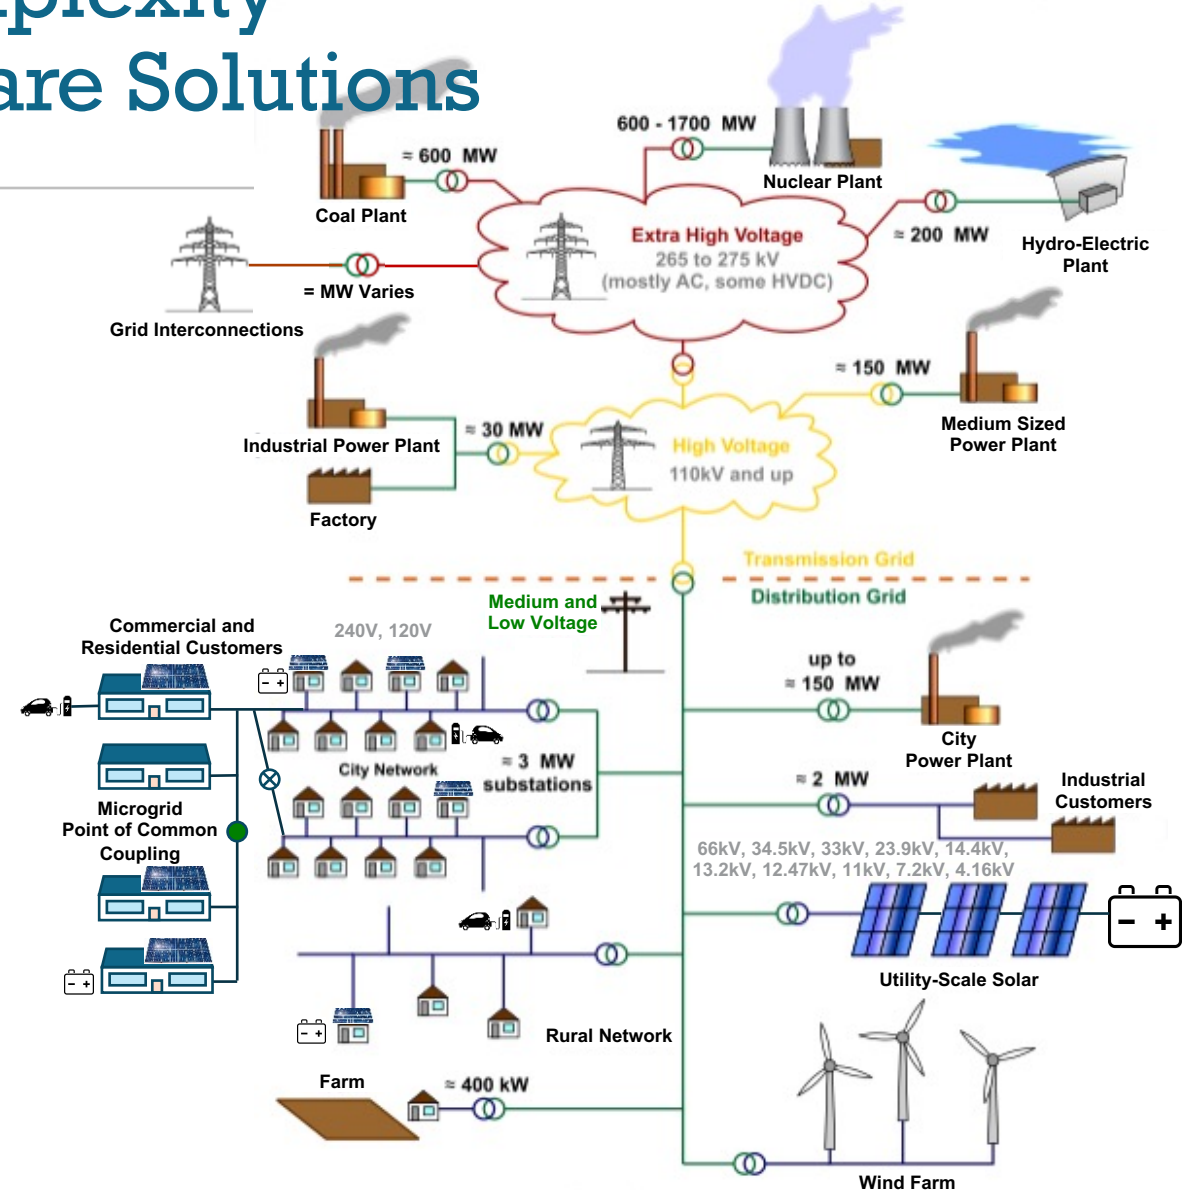 are Solutions
600 - 1700 MW
≈ 600 MW
Nuclear Plant
Coal Plant
Extra High Voltage
265 to 275 kV
(mostly AC, some HVDC)
≈ 200 MW
Hydro-Electric
Plant
= MW Varies
Grid Interconnections
≈ 150 MW
Medium Sized
Power Plant
Industrial Power Plant
≈ 30 MW
High Voltage
110kV and up
Factory
Transmission Grid
Distribution Grid
Medium and
Low Voltage
Commercial and
Residential Customers
240V, 120V
up to
≈ 150 MW
City
Power Plant
City Network
≈ 3 MW
substations
≈ 2 MW
Industrial
Customers
Microgrid
Point of Common
Coupling
66kV, 34.5kV, 33kV, 23.9kV, 14.4kV,
13.2kV, 12.47kV, 11kV, 7.2kV, 4.16kV
Utility-Scale Solar
Rural Network
Farm
≈ 400 kW
Wind Farm